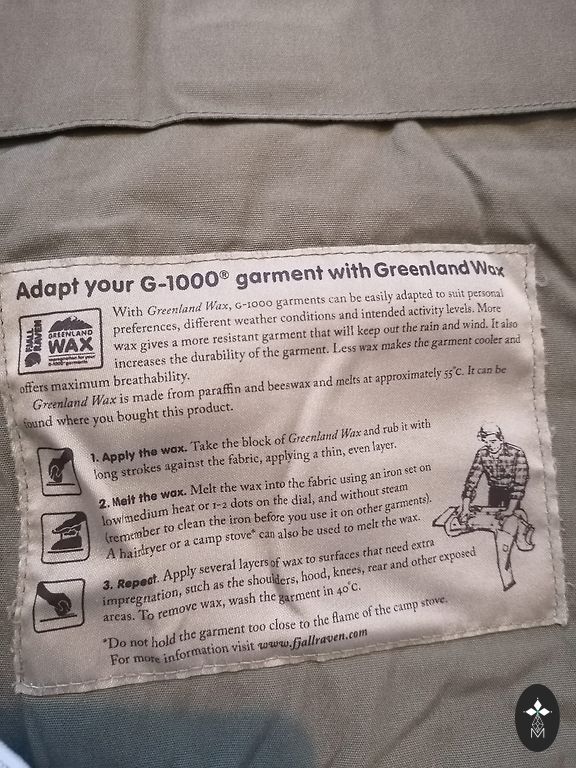 Adapt your G-1000® garment with Greenland Wax
FJÄLL
RÄVEN
GREENLAND
WAX
With Greenland Wax, G-1000 garments can be easily adapted to suit personal
preferences, different weather conditions and intended activity levels. More
wax gives a more resistant garment that will keep out the rain and wind. It also
increases the durability of the garment. Less wax makes the garment cooler and
offers maximum breathability.
Greenland Wax is made from paraffin and beeswax and melts at approximately 55°C. It can be
found where you bought this product.
1. Apply the wax. Take the block of Greenland Wax and rub it with
long strokes against the fabric, applying a thin, even layer.
2. Melt the wax. Melt the wax into the fabric using an iron set on
low/medium heat or 1-2 dots on the dial, and without steam
(remember to clean the iron before you use it on other garments).
A hairdryer or a camp stove* can also be used to melt the wax.
3. Repeat. Apply several layers of wax to surfaces that need extra
impregnation, such as the shoulders, hood, knees, rear and other exposed
areas. To remove wax, wash the garment in 40°C.
*Do not hold the garment too close to the flame of the camp stove.
For more information visit www.fjallraven.com
M